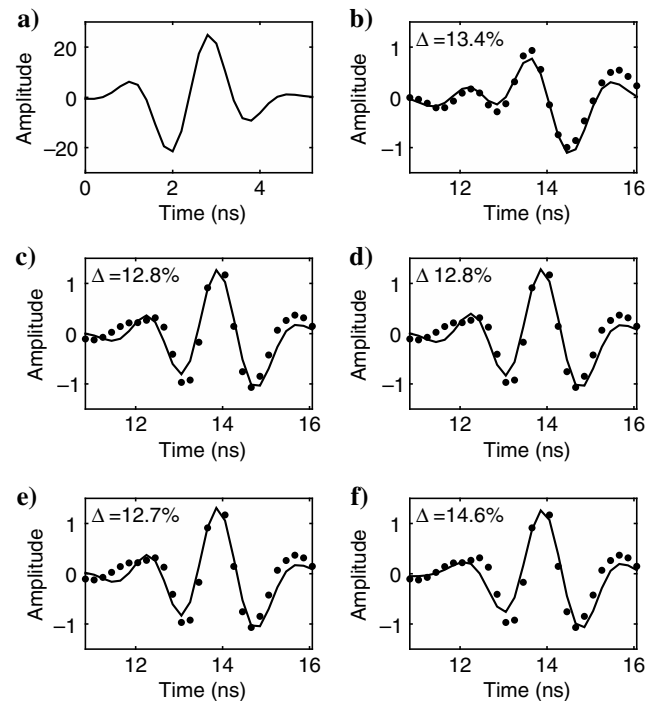 a)
20
0
−20
Amplitude
0
2
4
Time (ns)
b)
Δ =13.4%
1
0
−1
Amplitude
12
14
16
Time (ns)
c)
Δ =12.8%
1
0
−1
Amplitude
12
14
16
Time (ns)
d)
Δ 12.8%
1
0
−1
Amplitude
12
14
16
Time (ns)
e)
Δ =12.7%
1
0
−1
Amplitude
12
14
16
Time (ns)
f)
Δ =14.6%
1
0
−1
Amplitude
12
14
16
Time (ns)